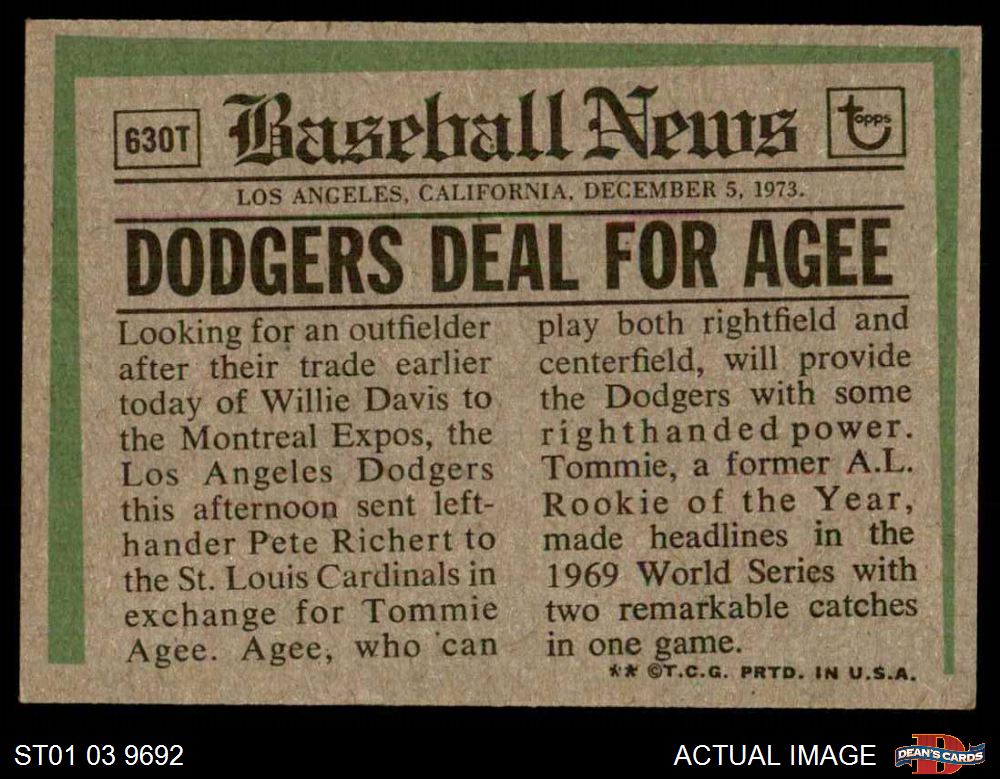 630T
Baseball News
topps
LOS ANGELES, CALIFORNIA, DECEMBER 5, 1973.
DODGERS DEAL FOR AGEE
Looking for an outfielder
after their trade earlier
today of Willie Davis to
the Montreal Expos, the
Los Angeles Dodgers
this afternoon sent left-
hander Pete Richert to
the St. Louis Cardinals in
exchange for Tommie
Agee. Agee, who can
play both rightfield and
centerfield, will provide
the Dodgers with some
righthanded power.
Tommie, a former A.L.
Rookie of the Year,
made headlines in the
1969 World Series with
two remarkable catches
in one game.
** ©T.C.G. PRTD. IN U.S.A.
ST01 03 9692
ACTUAL IMAGE
D
DEAN'S CARDS